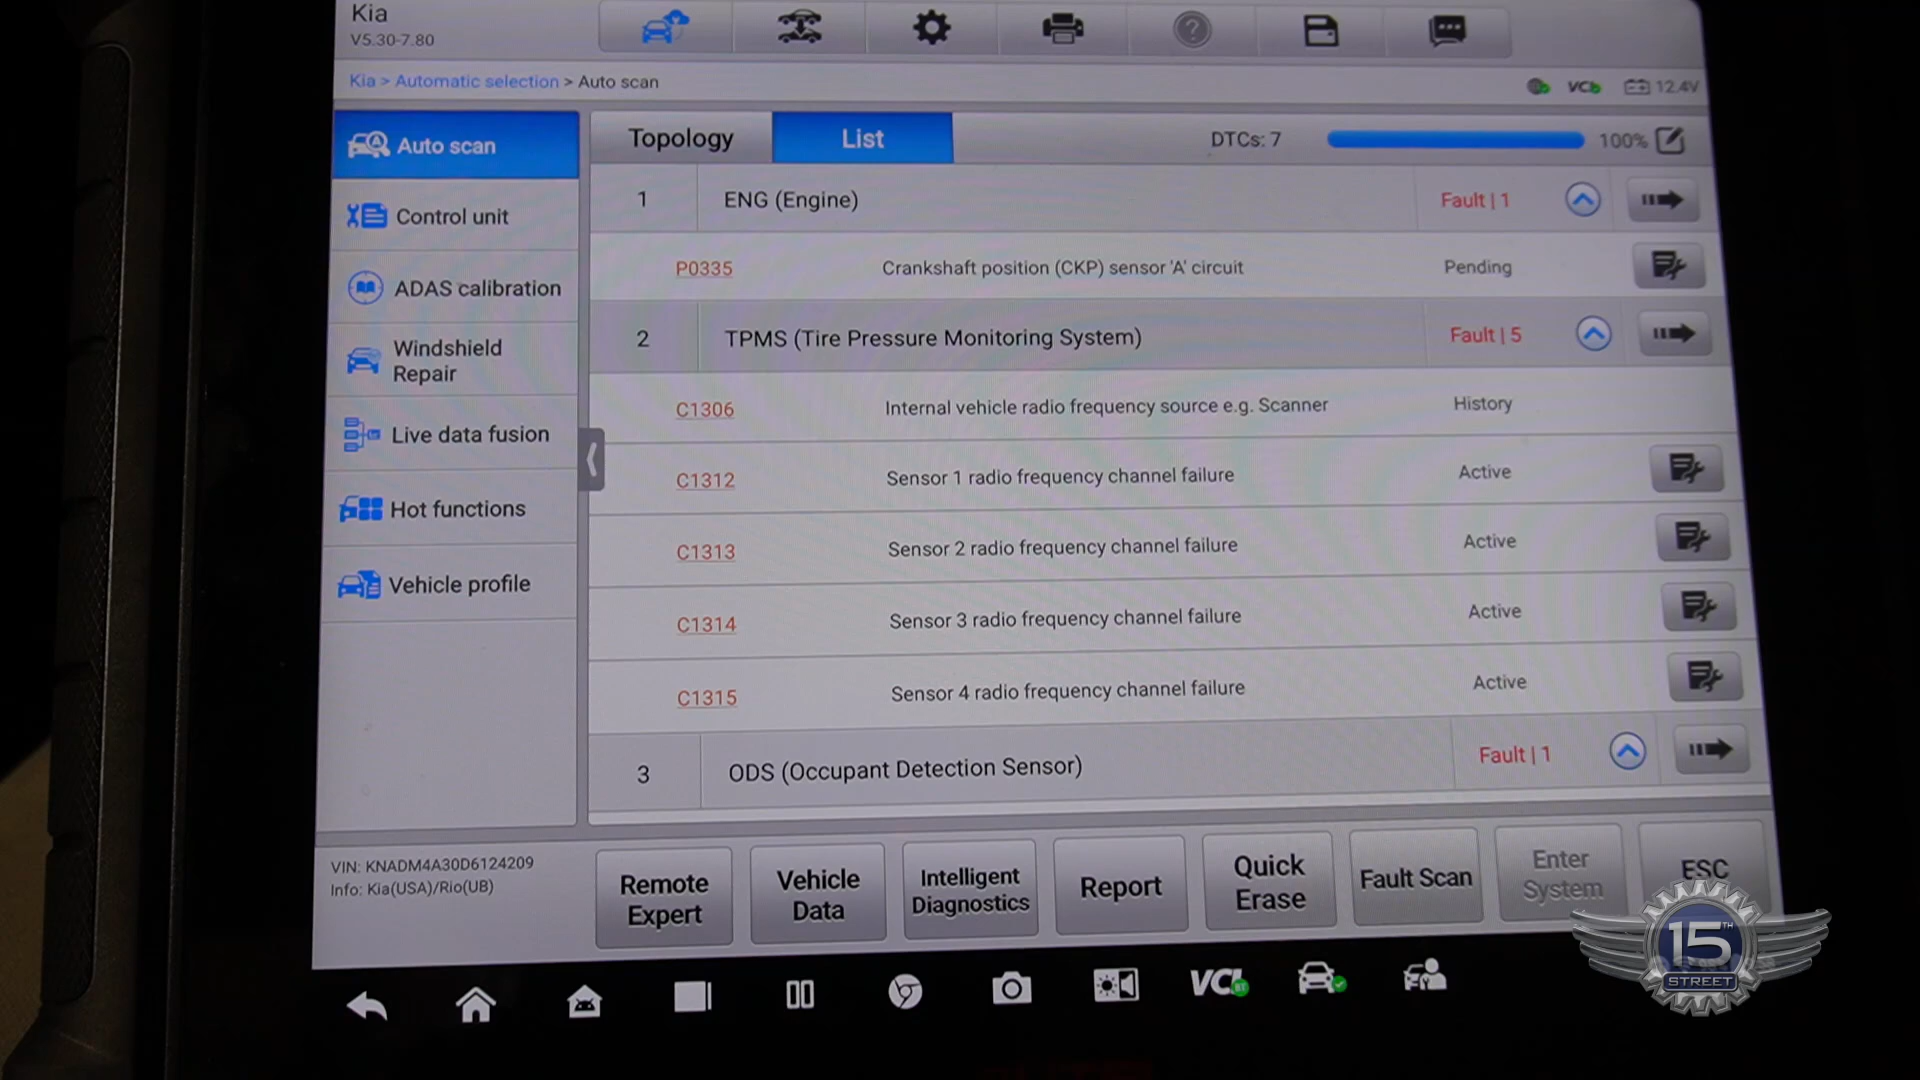 Kia
V5.30-7.80
Kia > Automatic selection > Auto scan
VCI 12.4V
Auto scan
Control unit
ADAS calibration
Windshield
Repair
Live data fusion
Hot functions
Vehicle profile
Topology List DTCs: 7 100%
1 ENG (Engine) Fault | 1
P0335 Crankshaft position (CKP) sensor 'A' circuit Pending
2 TPMS (Tire Pressure Monitoring System) Fault | 5
C1306 Internal vehicle radio frequency source e.g. Scanner History
C1312 Sensor 1 radio frequency channel failure Active
C1313 Sensor 2 radio frequency channel failure Active
C1314 Sensor 3 radio frequency channel failure Active
C1315 Sensor 4 radio frequency channel failure Active
3 ODS (Occupant Detection Sensor) Fault | 1
VIN: KNADM4A30D6124209
Info: Kia(USA)/Rio(UB)
Remote
Expert
Vehicle
Data
Intelligent
Diagnostics
Report
Quick
Erase
Fault Scan
Enter
System
ESC
VCI BT
15TH
STREET